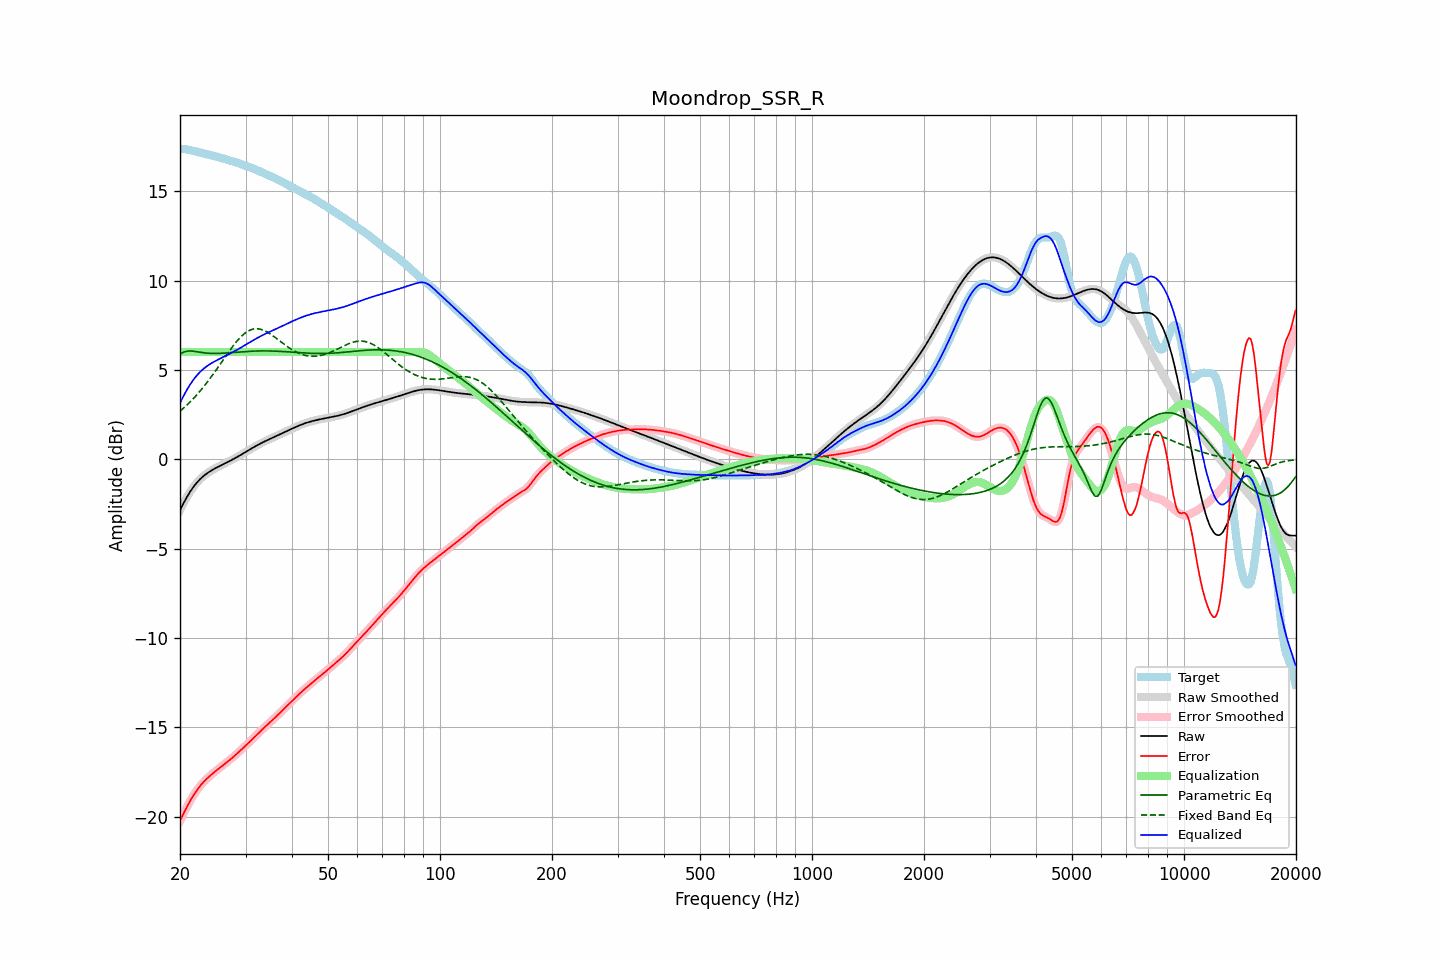 Moondrop_SSR_R
Amplitude (dBr)
15
10
5
0
−5
−10
−15
−20
20
50
100
200
500
1000
2000
5000
10000
20000
Frequency (Hz)
Target
Raw Smoothed
Error Smoothed
Raw
Error
Equalization
Parametric Eq
Fixed Band Eq
Equalized